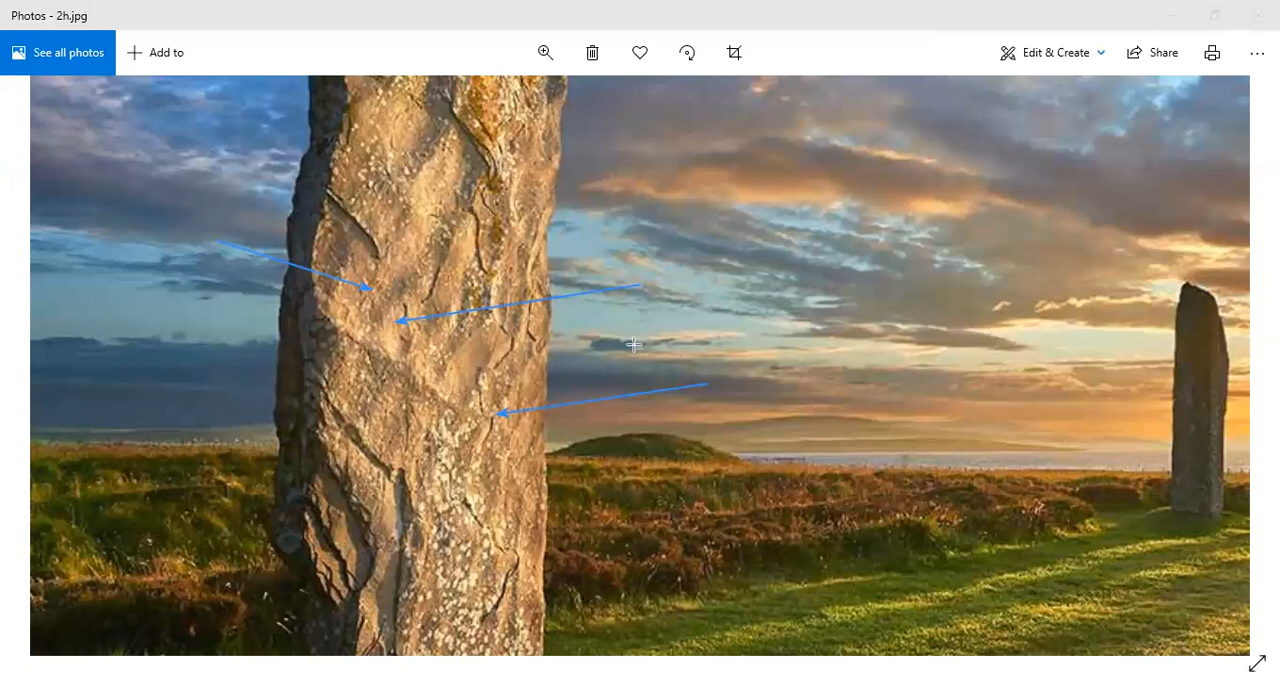 Photos - 2h.jpg
See all photos
Add to
Edit & Create
Share